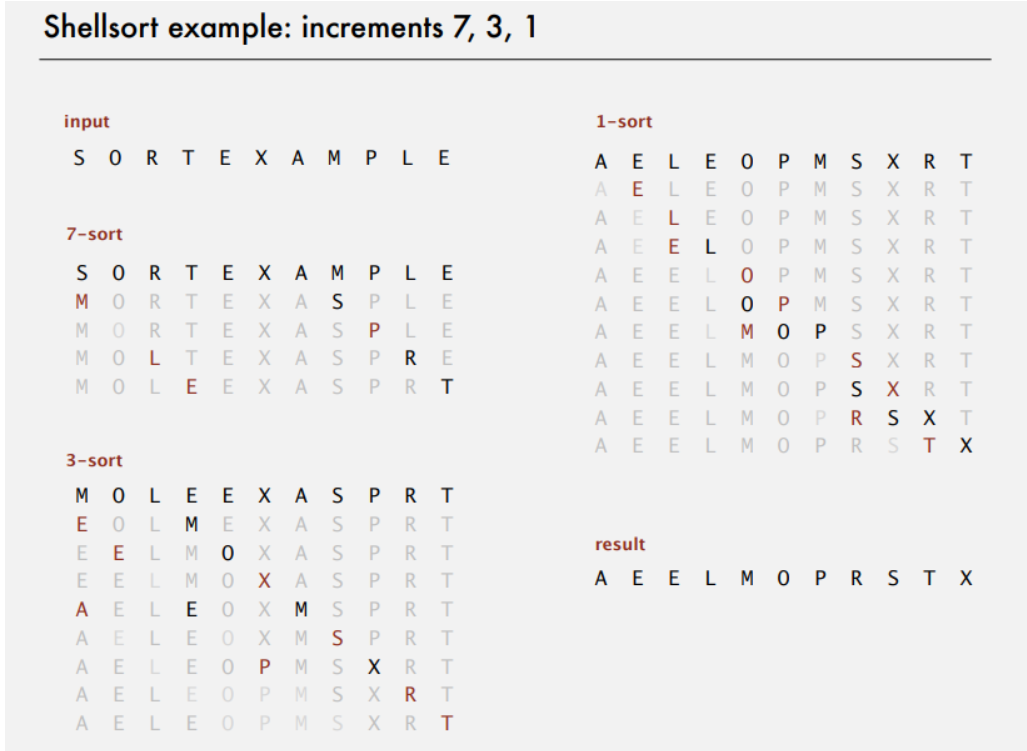 Shellsort example: increments 7, 3, 1
input
S O R T E X A M P L E
7-sort
S O R T E X A M P L E
M O R T E X A S P L E
M O R T E X A S P L E
M O L T E X A S P R E
M O L E E X A S P R T
3-sort
M O L E E X A S P R T
E O L M E X A S P R T
E E L M O X A S P R T
E E L M O X A S P R T
A E L E O X M S P R T
A E L E O X M S P R T
A E L E O P M S X R T
A E L E O P M S X R T
A E L E O P M S X R T
1-sort
A E L E O P M S X R T
A E L E O P M S X R T
A E L E O P M S X R T
A E E L O P M S X R T
A E E L O P M S X R T
A E E L O P M S X R T
A E E L M O P S X R T
A E E L M O P S X R T
A E E L M O P S X R T
A E E L M O P R S X T
A E E L M O P R S T X
result
A E E L M O P R S T X